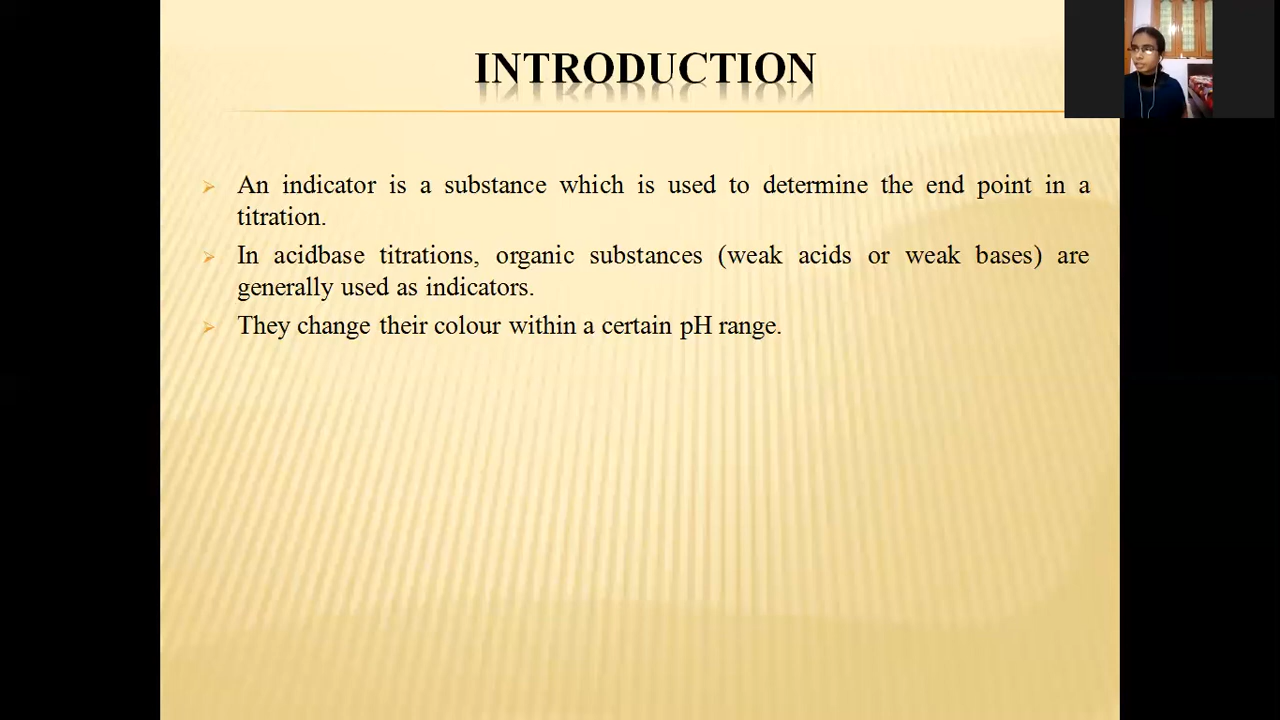 INTRODUCTION
An indicator is a substance which is used to determine the end point in a
titration.
In acidbase titrations, organic substances (weak acids or weak bases) are
generally used as indicators.
They change their colour within a certain pH range.